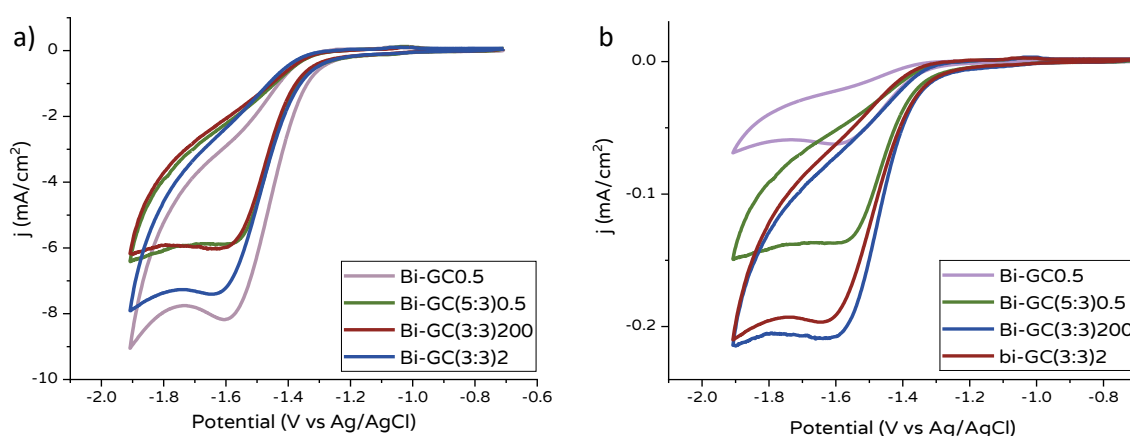 a)
0
-2
-4
-6
-8
-10
j (mA/cm²)
-2.0 -1.8 -1.6 -1.4 -1.2 -1.0 -0.8 -0.6
Potential (V vs Ag/AgCl)
Bi-GC0.5
Bi-GC(5:3)0.5
Bi-GC(3:3)200
Bi-GC(3:3)2
b
0.0
-0.1
-0.2
j (mA/cm²)
-2.0 -1.8 -1.6 -1.4 -1.2 -1.0 -0.8
Potential (V vs Ag/AgCl)
Bi-GC0.5
Bi-GC(5:3)0.5
Bi-GC(3:3)200
bi-GC(3:3)2